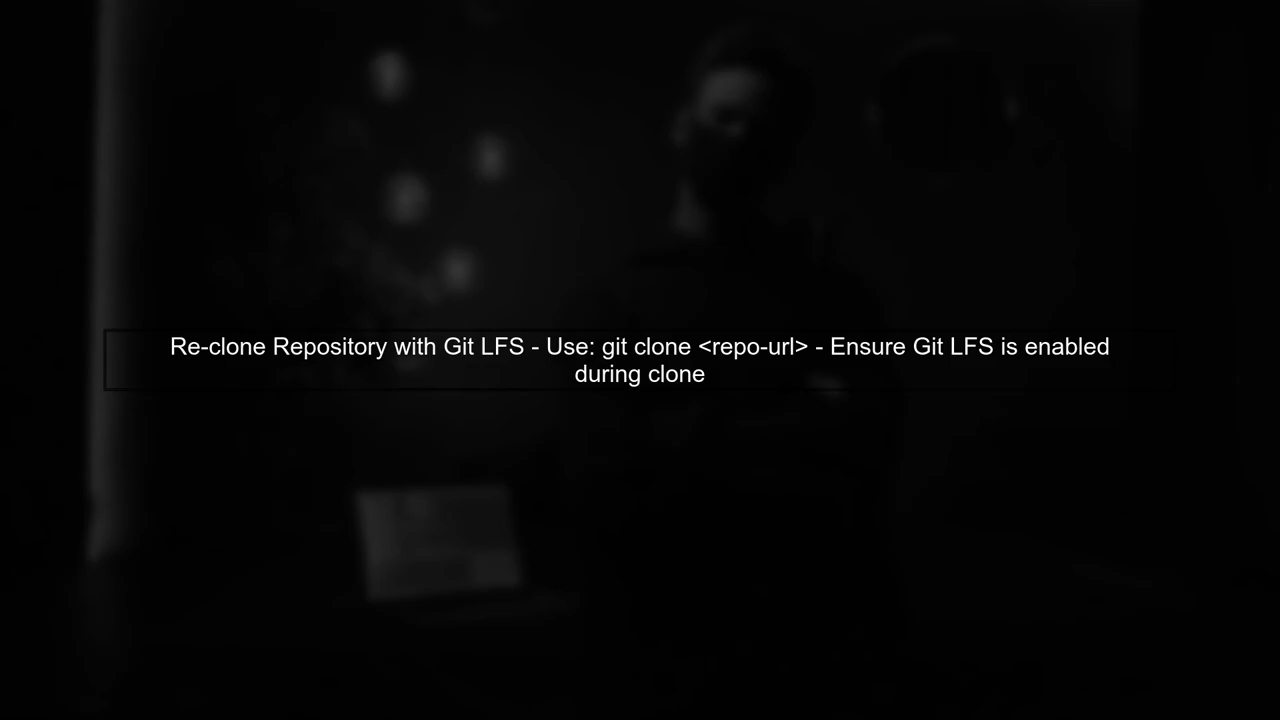 Re-clone Repository with Git LFS - Use: git clone <repo-url> - Ensure Git LFS is enabled
during clone